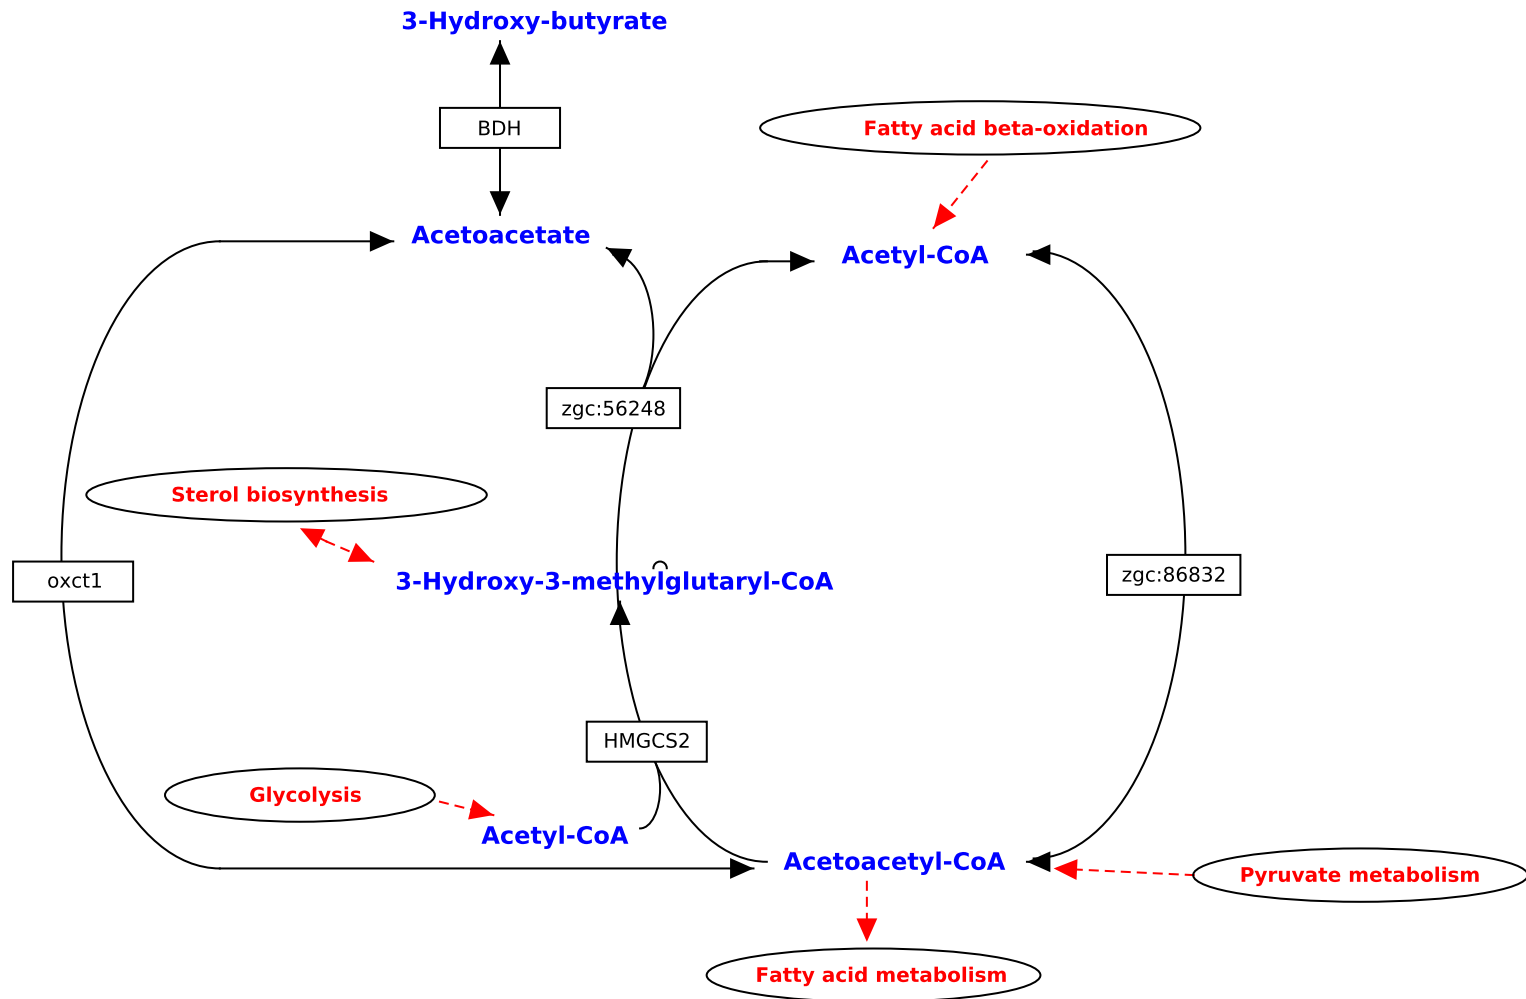 3-Hydroxy-butyrate
BDH
Fatty acid beta-oxidation
Acetoacetate
Acetyl-CoA
zgc:56248
Sterol biosynthesis
oxct1
3-Hydroxy-3-methylglutaryl-CoA
zgc:86832
HMGCS2
Glycolysis
Acetyl-CoA
Acetoacetyl-CoA
Pyruvate metabolism
Fatty acid metabolism